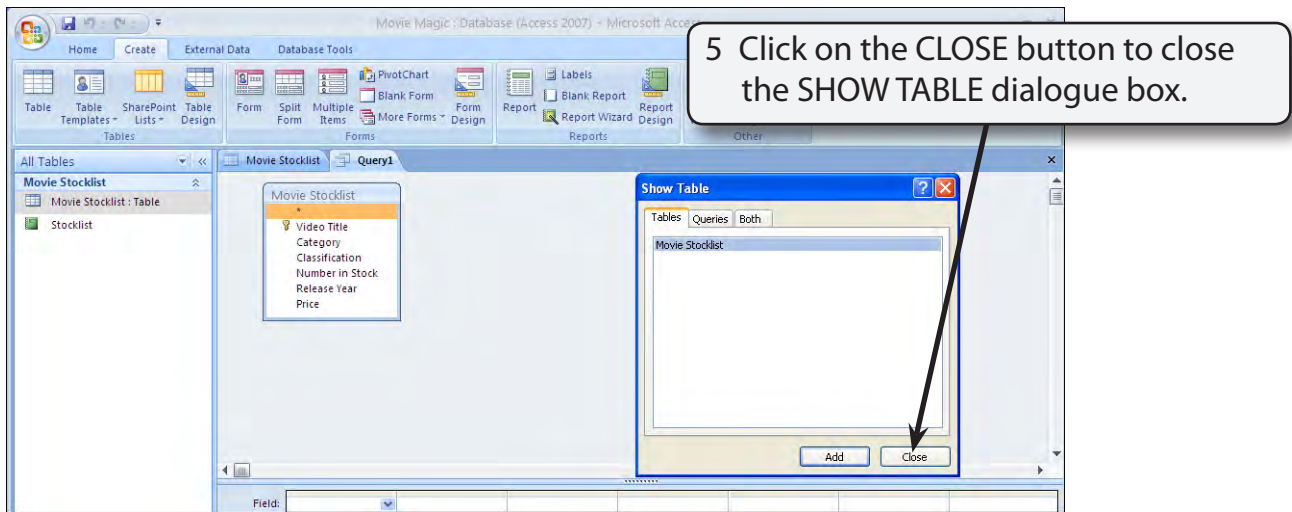 Movie Magic : Database (Access 2007) - Microsoft Acce
5 Click on the CLOSE button to close
the SHOW TABLE dialogue box.
Home Create External Data Database Tools
Table
Table Templates
SharePoint Lists
Table Design
Tables
Form
Split Form
Multiple Items
PivotChart
Blank Form
More Forms
Form Design
Forms
Report
Labels
Blank Report
Report Wizard
Report Design
Reports
Other
All Tables
Movie Stocklist
Movie Stocklist : Table
Stocklist
Movie Stocklist Query1
Movie Stocklist
*
Video Title
Category
Classification
Number in Stock
Release Year
Price
Show Table
Tables Queries Both
Movie Stocklist
Add Close
Field: